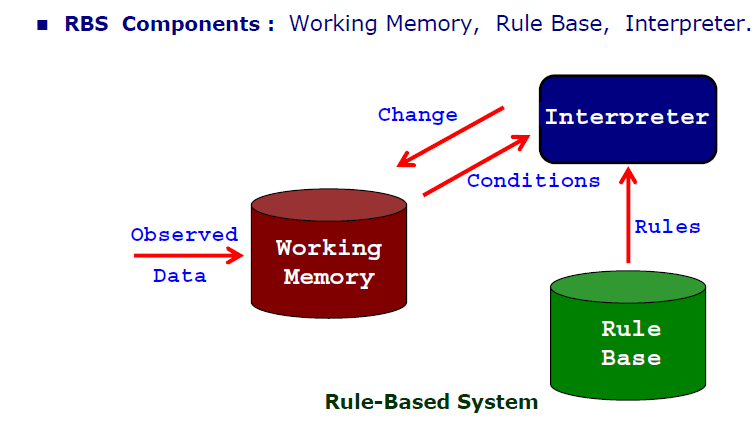 ▪ RBS Components : Working Memory, Rule Base, Interpreter.
Change
Interpreter
Conditions
Observed
Data
Working
Memory
Rules
Rule
Base
Rule-Based System